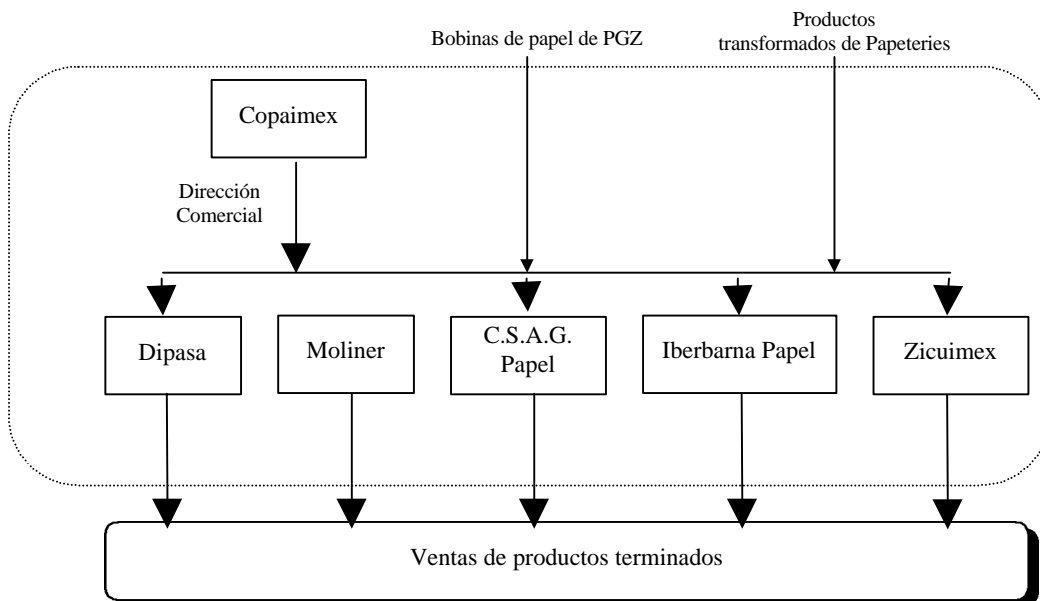 Productos
Bobinas de papel de PGZ
transformados de Papeteries
Copaimex
Dirección
Comercial
Dipasa
Moliner
C.S.A.G.
Papel
Iberbarna Papel
Zicuimex
Ventas de productos terminados